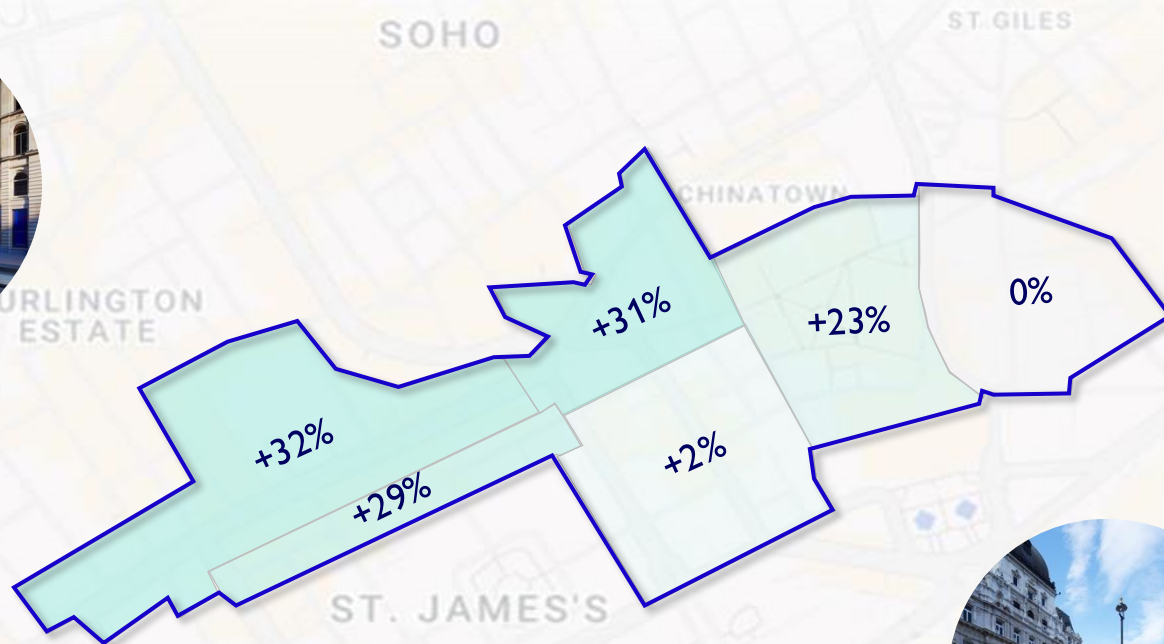 SOHO
ST. GILES
CHINATOWN
URLINGTON
ESTATE
+31%
+23%
0%
+32%
+2%
+29%
ST. JAMES'S